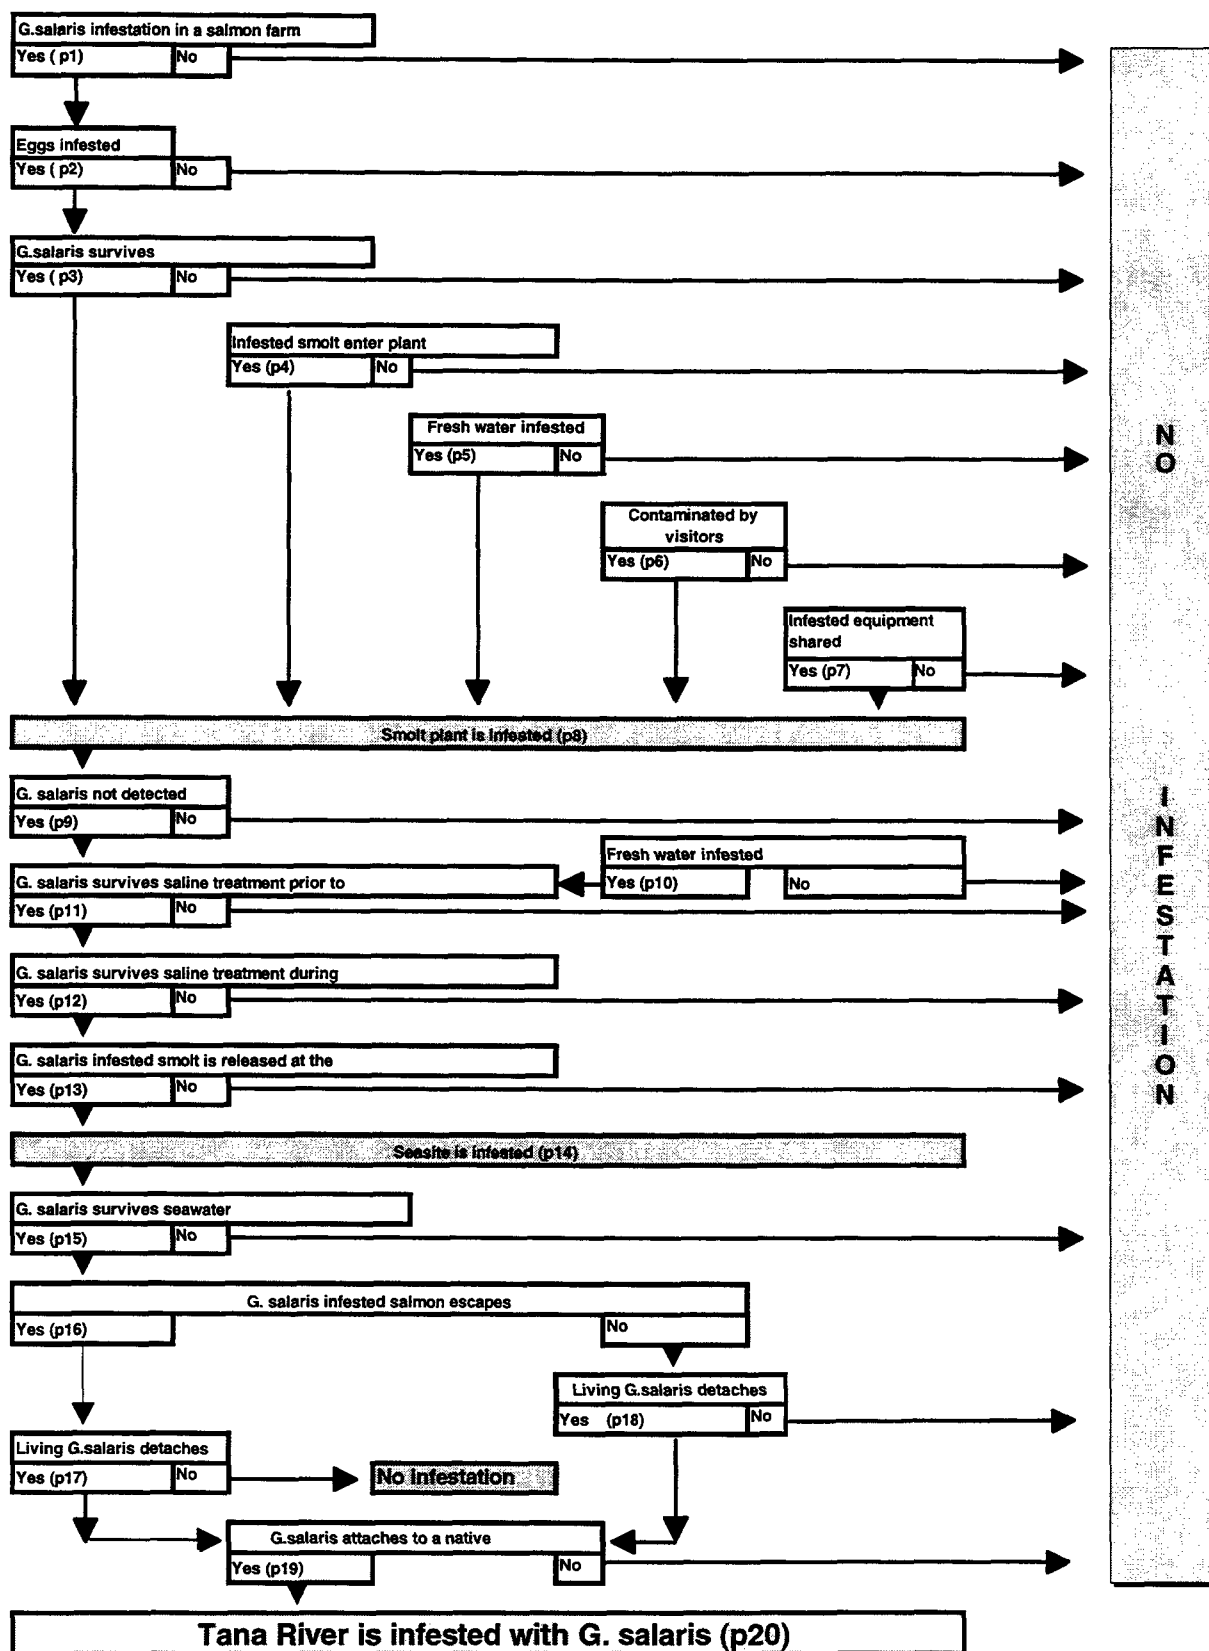 G.salaris infestation in a salmon farm
Yes ( p1) No
Eggs infested
Yes ( p2) No
G.salaris survives
Yes ( p3) No
Infested smolt enter plant
Yes (p4) No
Fresh water infested
Yes (p5) No
Contaminated by
visitors
Yes (p6) No
Infested equipment
shared
Yes (p7) No
Smolt plant is infested (p8)
G. salaris not detected
Yes (p9) No
Fresh water infested
Yes (p10) No
G. salaris survives saline treatment prior to
Yes (p11) No
G. salaris survives saline treatment during
Yes (p12) No
G. salaris infested smolt is released at the
Yes (p13) No
Seasite is infested (p14)
G. salaris survives seawater
Yes (p15) No
G. salaris infested salmon escapes
Yes (p16) No
Living G.salaris detaches
Yes (p18) No
Living G.salaris detaches
Yes (p17) No
No infestation
G.salaris attaches to a native
Yes (p19) No
Tana River is infested with G. salaris (p20)
NO INFESTATION